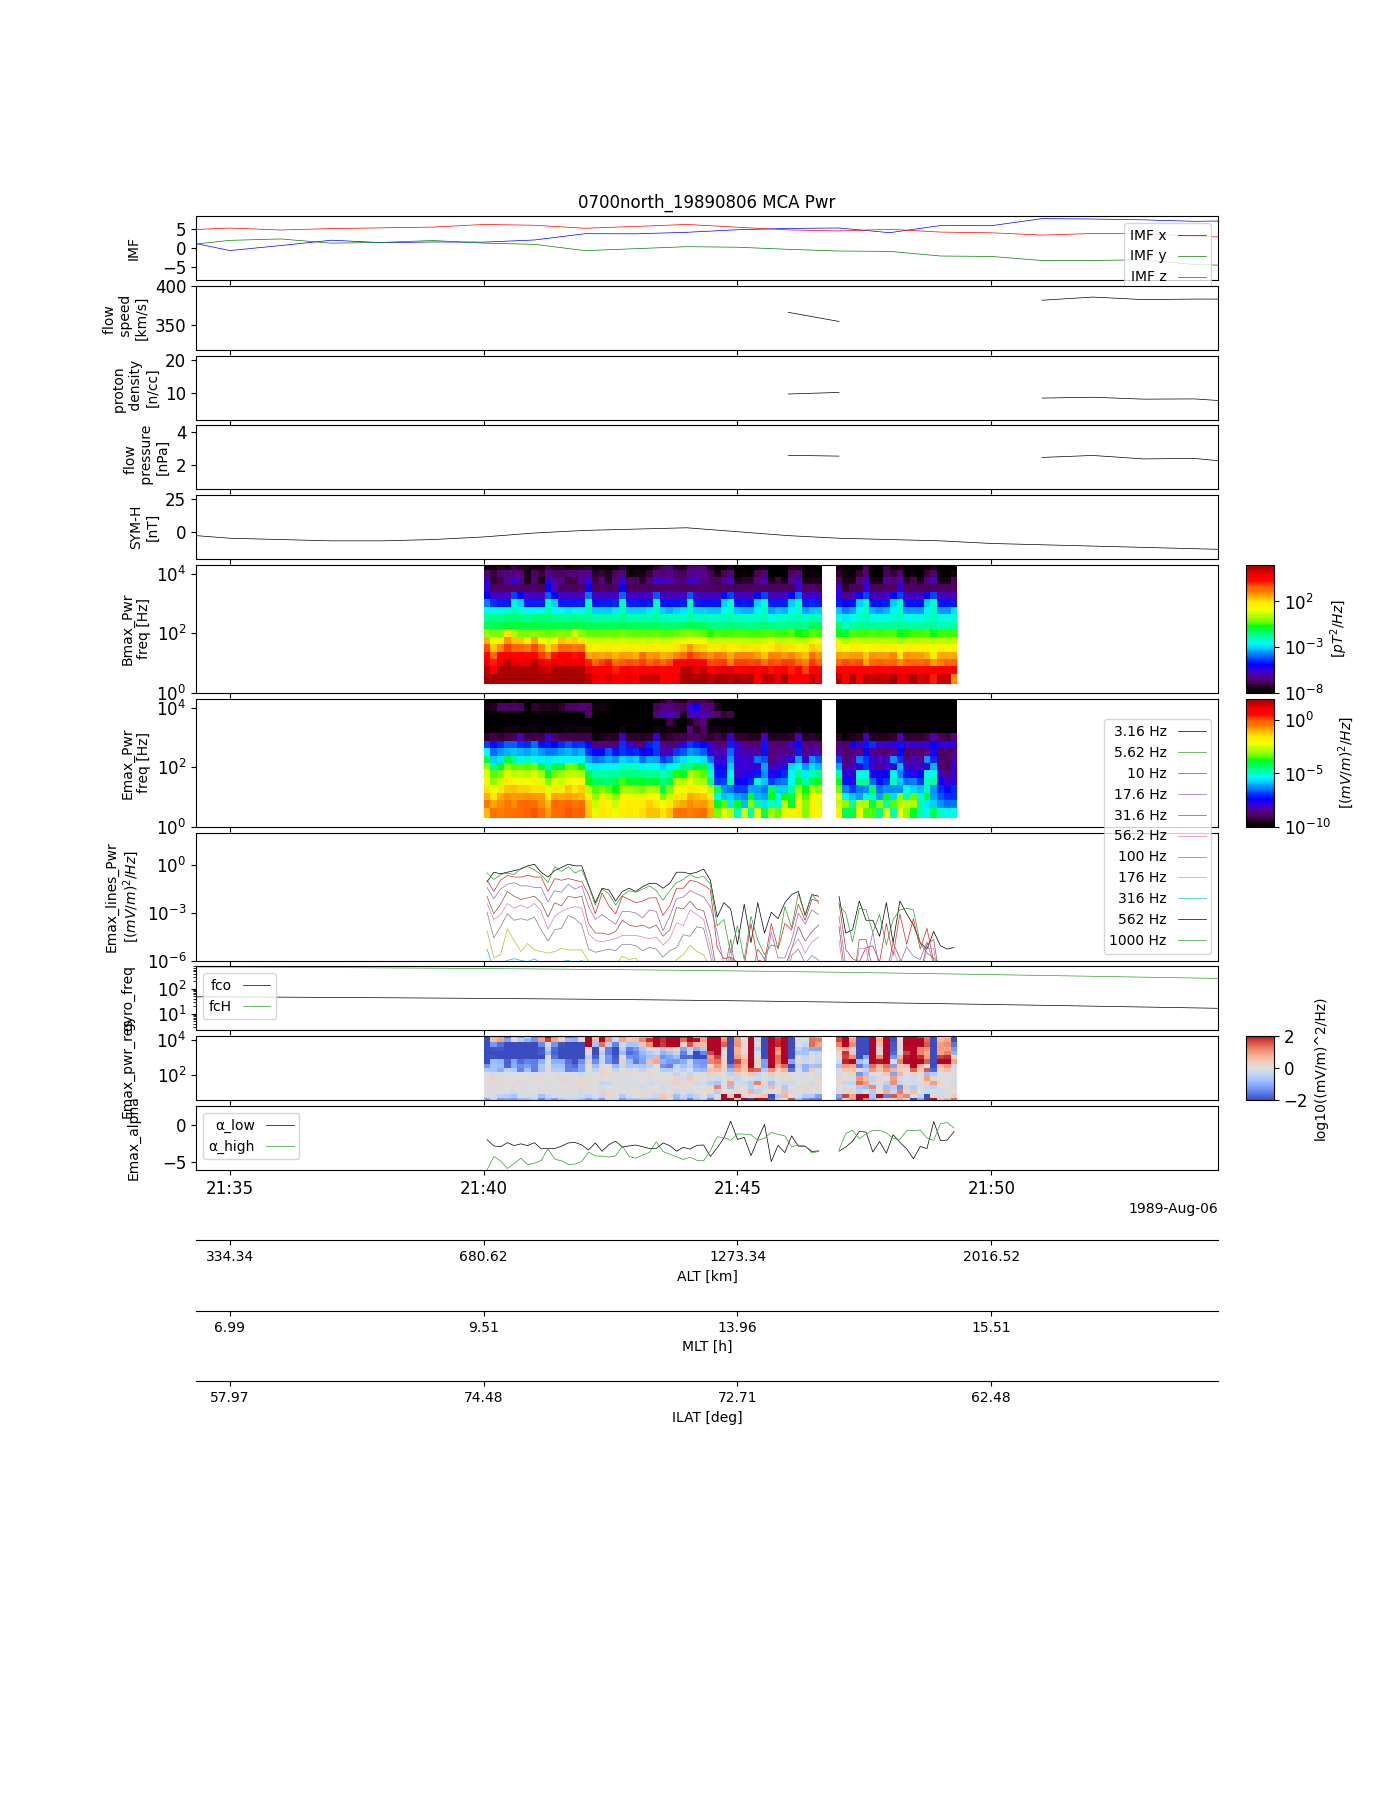 0700north_19890806 MCA Pwr
IMF
5
0
−5
IMF x
IMF y
IMF z
flow
speed
[km/s]
400
350
proton
density
[n/cc]
20
10
flow
pressure
[nPa]
4
2
SYM-H
[nT]
25
0
Bmax_Pwr
freq [Hz]
10^4
10^2
10^0
10^2
10^−3
10^−8
[pT^2/Hz]
Emax_Pwr
freq [Hz]
10^4
10^2
10^0
10^0
10^−5
10^−10
[(mV/m)^2/Hz]
3.16 Hz
5.62 Hz
10 Hz
17.6 Hz
31.6 Hz
56.2 Hz
100 Hz
176 Hz
316 Hz
562 Hz
1000 Hz
Emax_lines_Pwr
[(mV/m)^2/Hz]
10^0
10^−3
10^−6
gyro_freq
10^2
10^1
fco
fcH
10^4
10^2
2
0
−2
log10((mV/m)^2/Hz)
Emax_alpha
0
−5
α_low
α_high
21:35
21:40
21:45
21:50
1989-Aug-06
334.34
680.62
1273.34
2016.52
ALT [km]
6.99
9.51
13.96
15.51
MLT [h]
57.97
74.48
72.71
62.48
ILAT [deg]